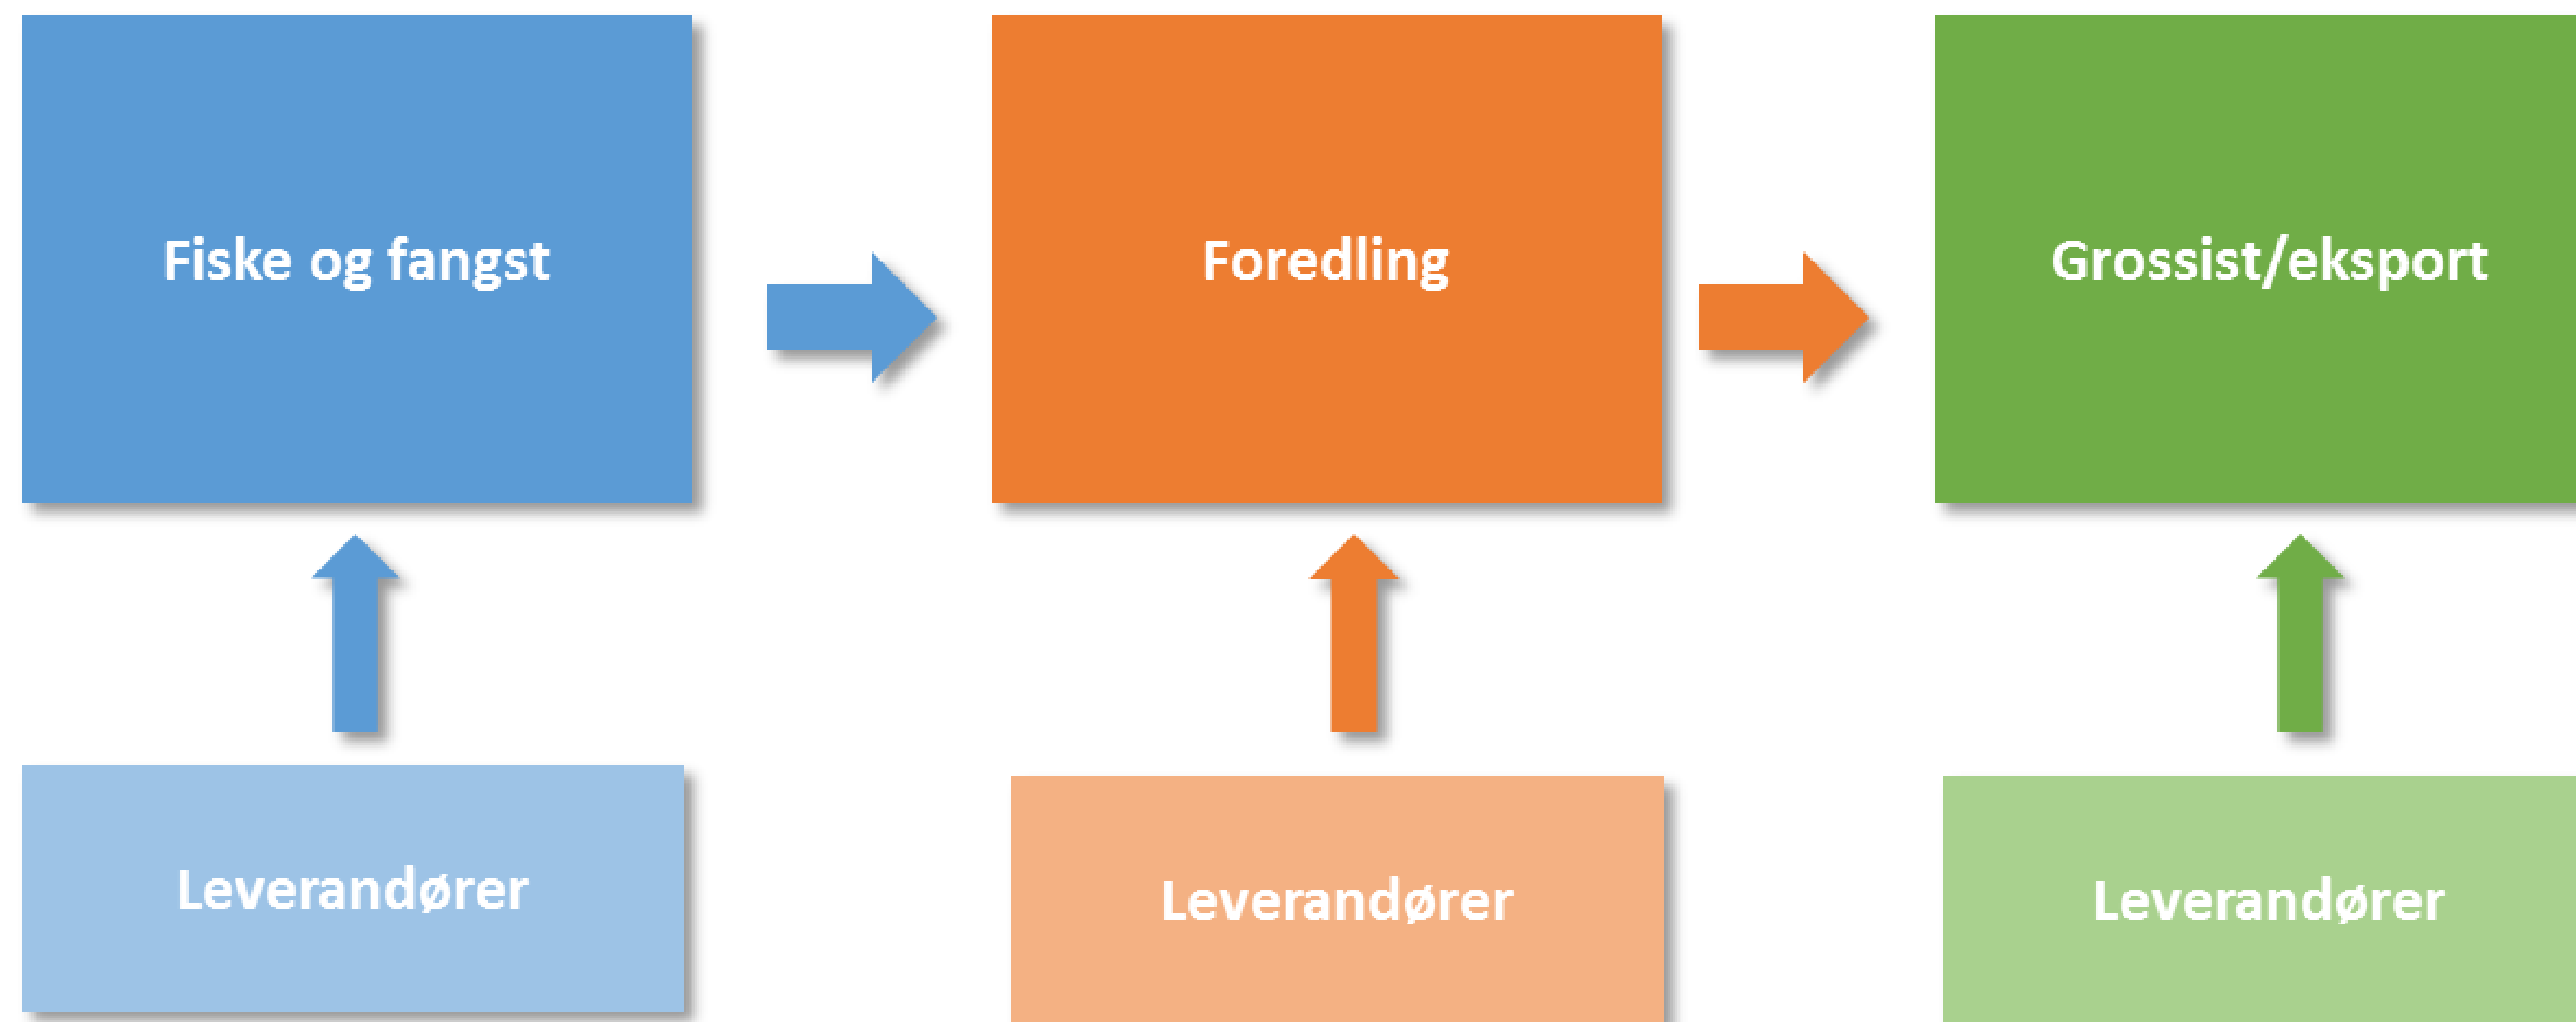 Fiske og fangst
Foredling
Grossist/eksport
Leverandører
Leverandører
Leverandører